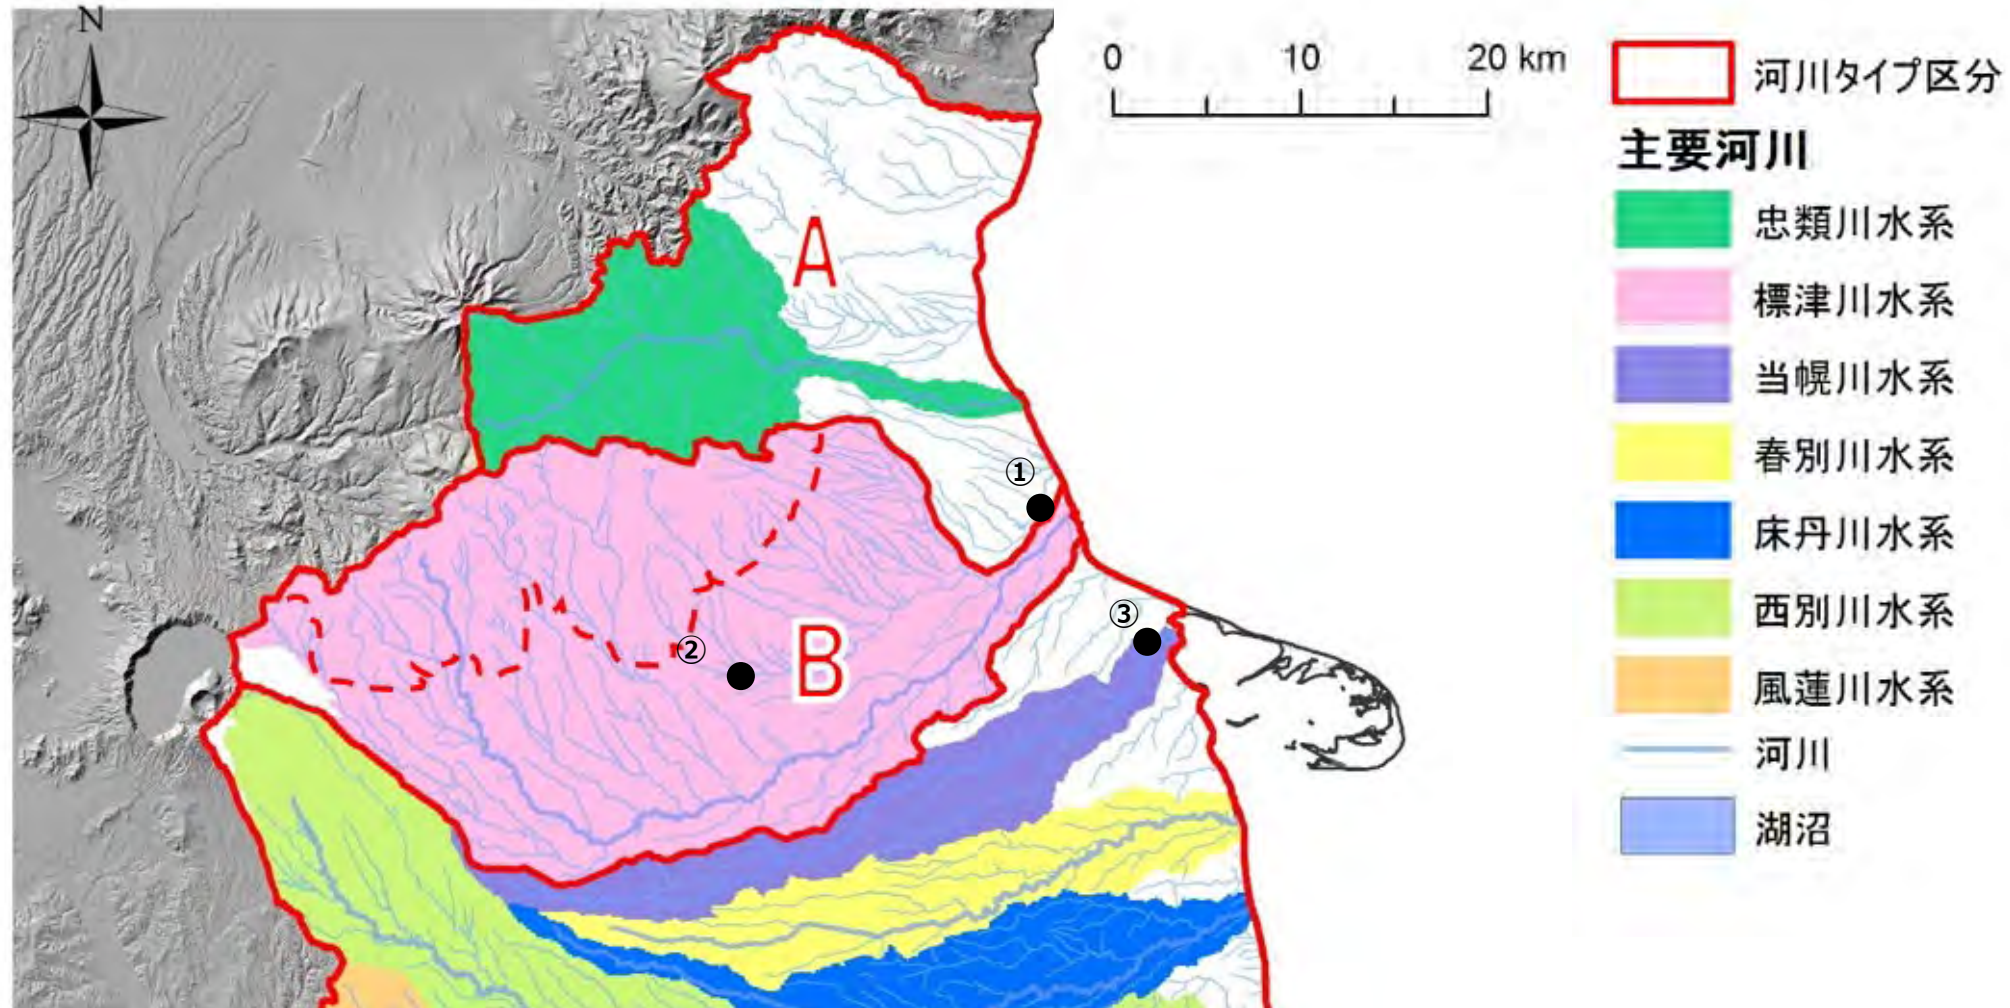 N
0 10 20 km
河川タイプ区分
主要河川
忠類川水系
標津川水系
当幌川水系
春別川水系
床丹川水系
西別川水系
風蓮川水系
河川
湖沼
A
①
③
②
B